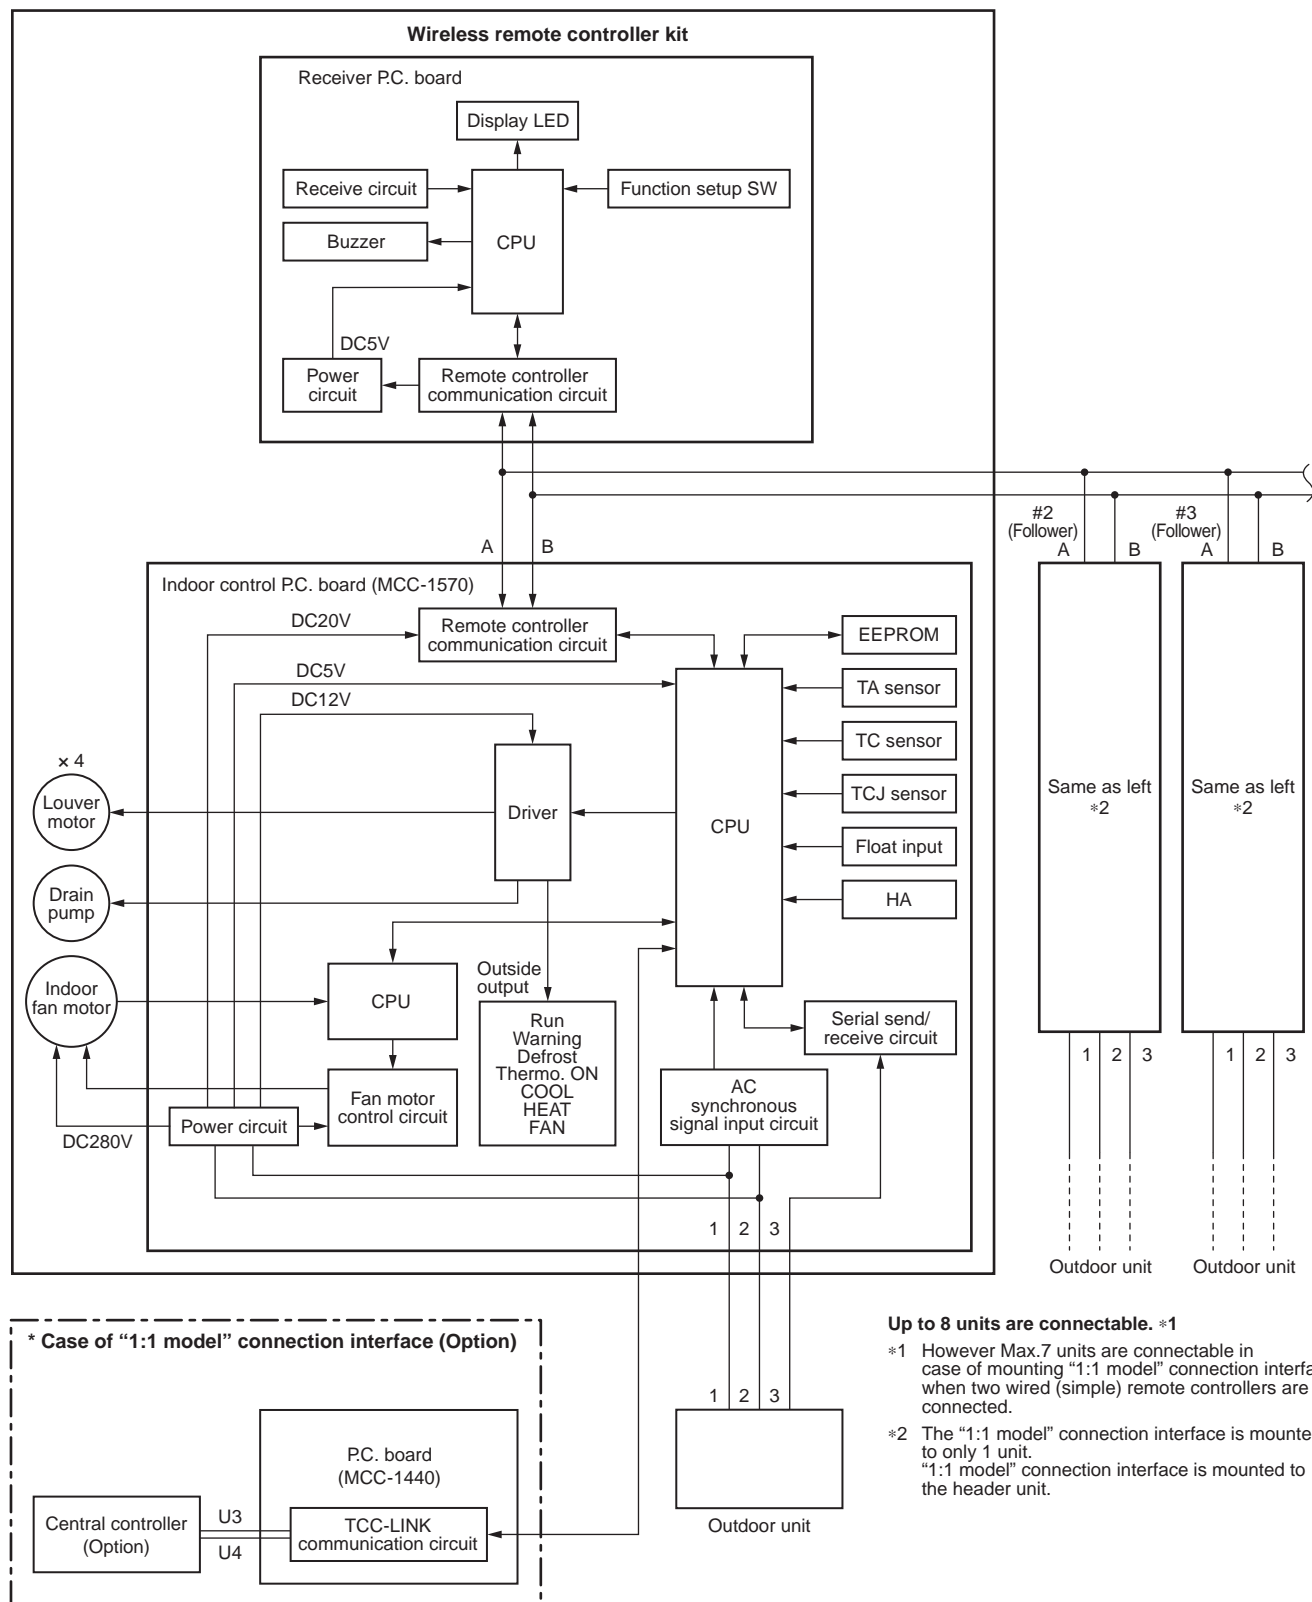 Wireless remote controller kit
Receiver P.C. board
Display LED
Receive circuit
Function setup SW
Buzzer
CPU
DC5V
Power
circuit
Remote controller
communication circuit
#2
(Follower)
A
B
#3
(Follower)
A
B
A
B
Indoor control P.C. board (MCC-1570)
DC20V
Remote controller
communication circuit
EEPROM
DC5V
TA sensor
DC12V
TC sensor
× 4
Louver
motor
Driver
CPU
TCJ sensor
Same as left
*2
Same as left
*2
Float input
Drain
pump
HA
Indoor
fan motor
CPU
Outside
output
Run
Warning
Defrost
Thermo. ON
COOL
HEAT
FAN
Serial send/
receive circuit
1 2 3
1 2 3
Fan motor
control circuit
AC
synchronous
signal input circuit
Power circuit
DC280V
1 2 3
Outdoor unit
Outdoor unit
* Case of “1:1 model” connection interface (Option)
Up to 8 units are connectable. *1
*1 However Max.7 units are connectable in
case of mounting “1:1 model” connection
when two wired (simple) remote controllers are
connected.
*2 The “1:1 model” connection interface is
to only 1 unit.
“1:1 model” connection interface is mounted to
the header unit.
1 2 3
Outdoor unit
P.C. board
(MCC-1440)
Central controller
(Option)
U3
U4
TCC-LINK
communication circuit